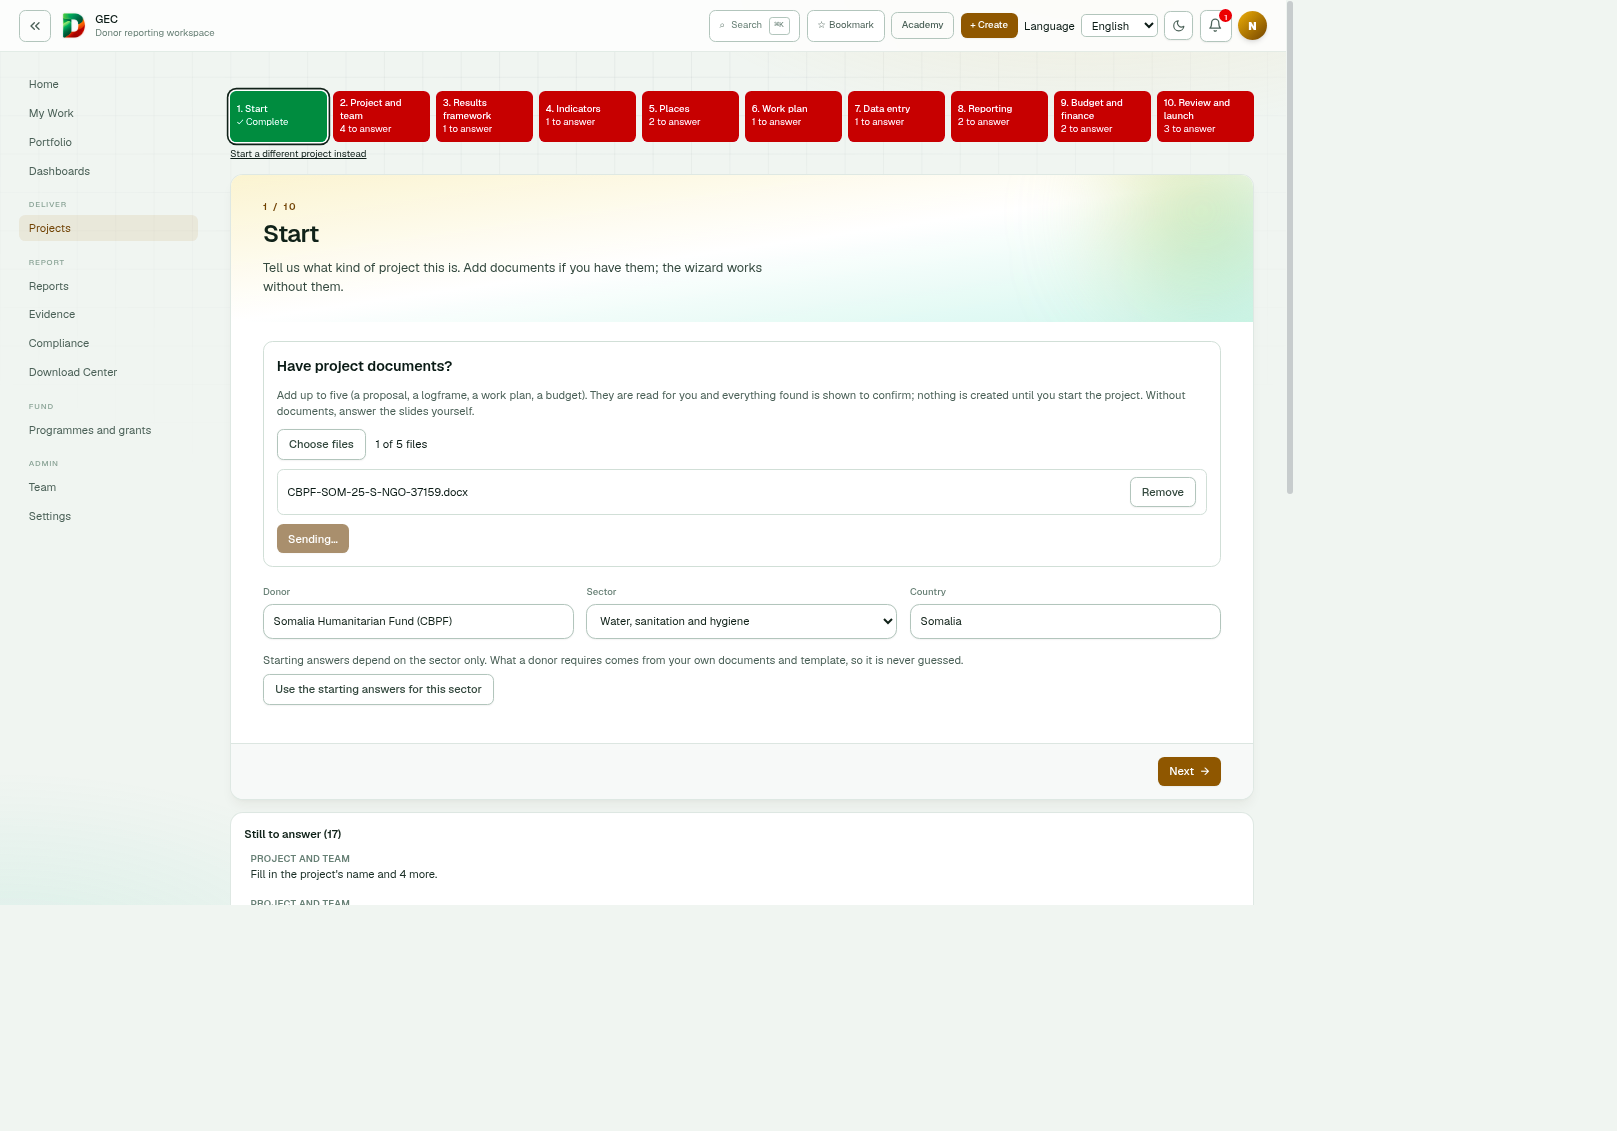 GEC
Donor reporting workspace
Search ⌘K
☆ Bookmark
Academy
+ Create
Language
English
1
N
Home
My Work
Portfolio
Dashboards
DELIVER
Projects
REPORT
Reports
Evidence
Compliance
Download Center
FUND
Programmes and grants
ADMIN
Team
Settings
1. Start
✓ Complete
2. Project and
team
4 to answer
3. Results
framework
1 to answer
4. Indicators
1 to answer
5. Places
2 to answer
6. Work plan
1 to answer
7. Data entry
1 to answer
8. Reporting
2 to answer
9. Budget and
finance
2 to answer
10. Review and
launch
3 to answer
Start a different project instead
1 / 10
Start
Tell us what kind of project this is. Add documents if you have them; the wizard works
without them.
Have project documents?
Add up to five (a proposal, a logframe, a work plan, a budget). They are read for you and everything found is shown to confirm; nothing is created until you start the project. Without
documents, answer the slides yourself.
Choose files
1 of 5 files
CBPF-SOM-25-S-NGO-37159.docx
Remove
Sending…
Donor
Sector
Country
Somalia Humanitarian Fund (CBPF)
Water, sanitation and hygiene
Somalia
Starting answers depend on the sector only. What a donor requires comes from your own documents and template, so it is never guessed.
Use the starting answers for this sector
Next →
Still to answer (17)
PROJECT AND TEAM
Fill in the project's name and 4 more.
PROJECT AND TEAM